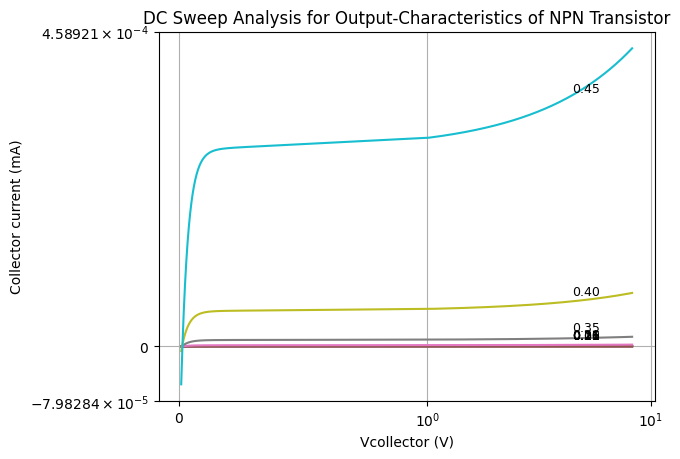 DC Sweep Analysis for Output-Characteristics of NPN Transistor
4.58921 × 10⁻⁴
0.45
Collector current (mA)
0.40
0.35
0
−7.98284 × 10⁻⁵
0
10⁰
10¹
Vcollector (V)